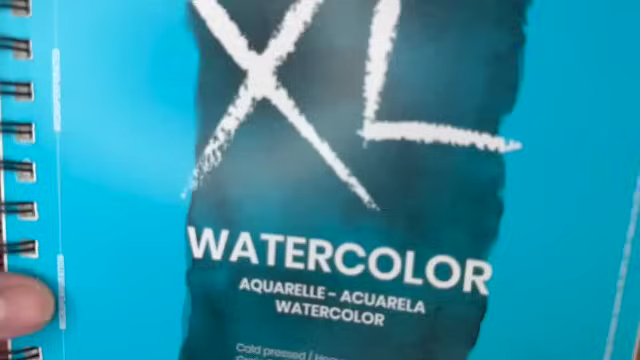 XL
WATERCOLOR
AQUARELLE - ACUARELA
WATERCOLOR
Cold pressed /